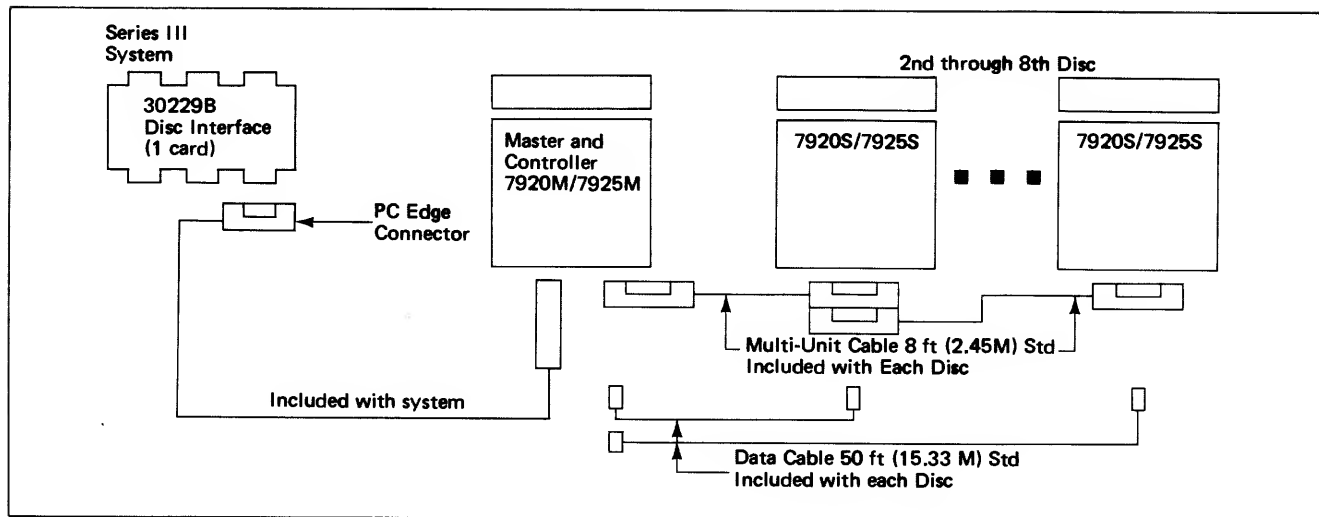 Series III
System
30229B
Disc Interface
(1 card)
PC Edge
Connector
Master and
Controller
7920M/7925M
2nd through 8th Disc
7920S/7925S
7920S/7925S
Multi-Unit Cable 8 ft (2.45M) Std
Included with Each Disc
Included with system
Data Cable 50 ft (15.33 M) Std
Included with each Disc